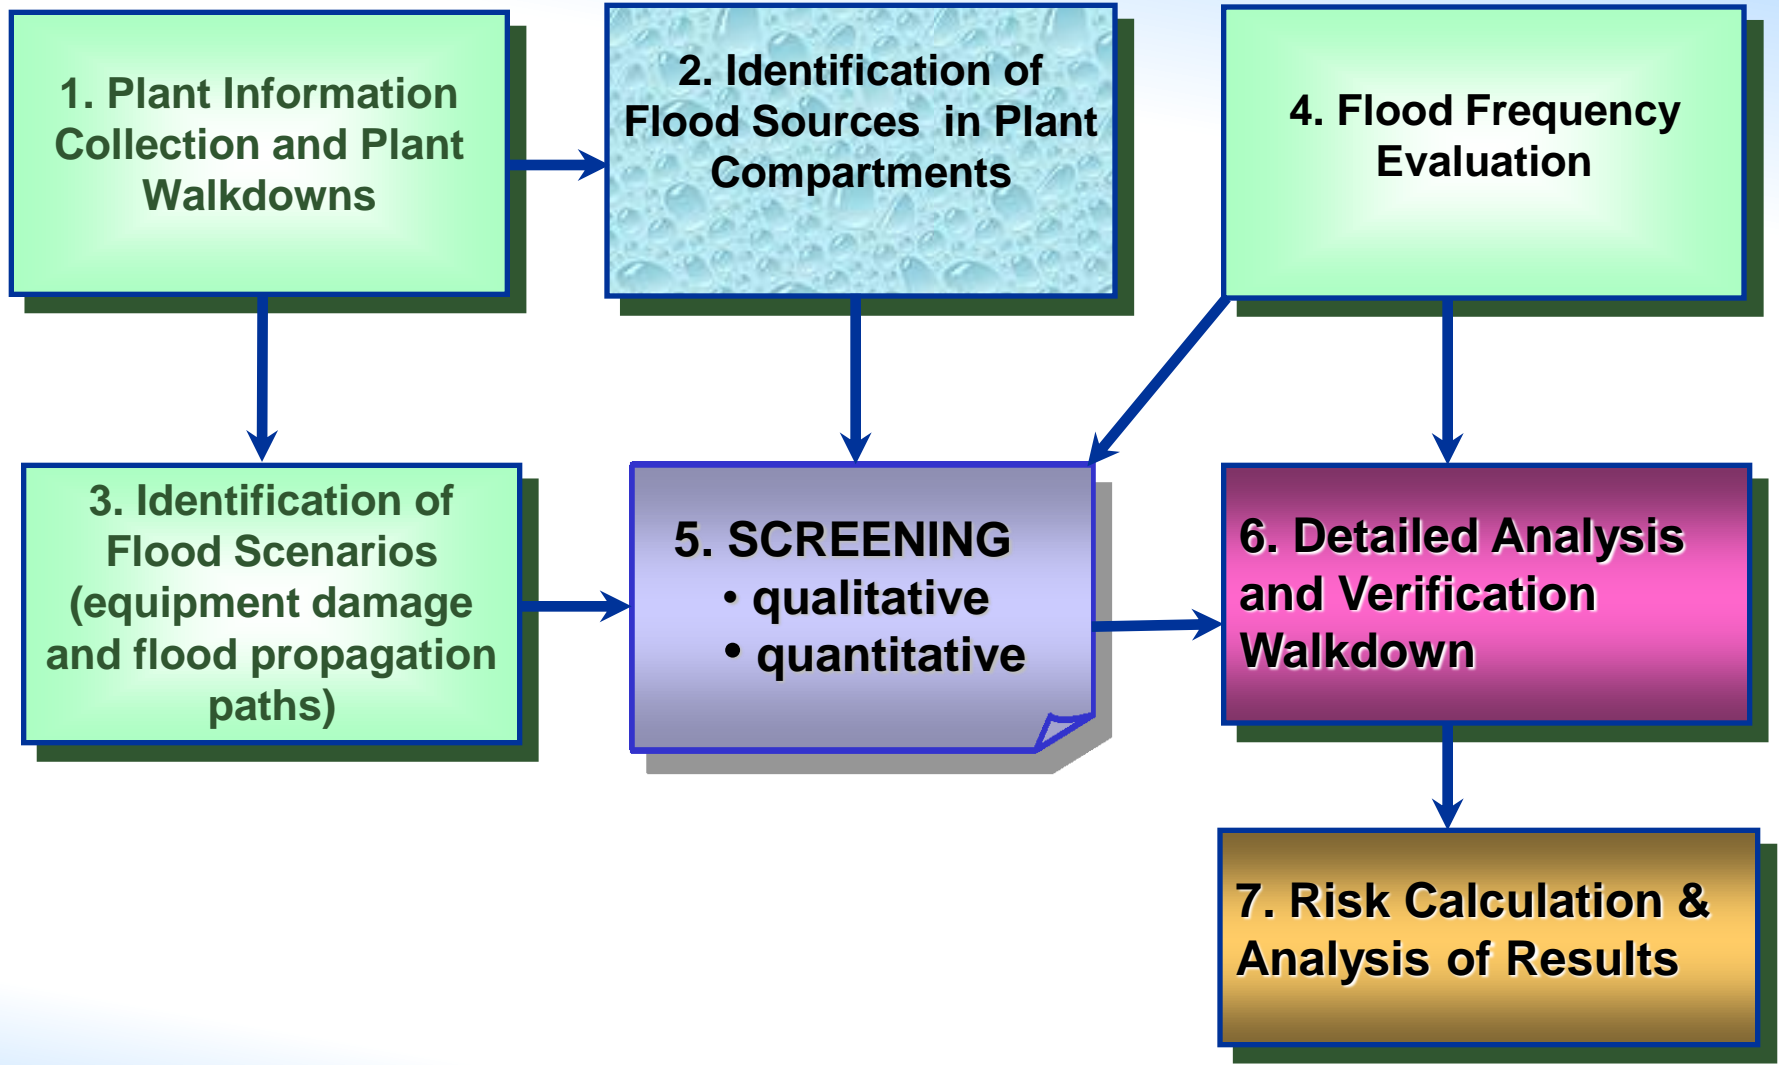 1. Plant Information
Collection and Plant
Walkdowns
2. Identification of
Flood Sources in Plant
Compartments
4. Flood Frequency
Evaluation
3. Identification of
Flood Scenarios
(equipment damage
and flood propagation
paths)
5. SCREENING
• qualitative
• quantitative
6. Detailed Analysis
and Verification
Walkdown
7. Risk Calculation &
Analysis of Results